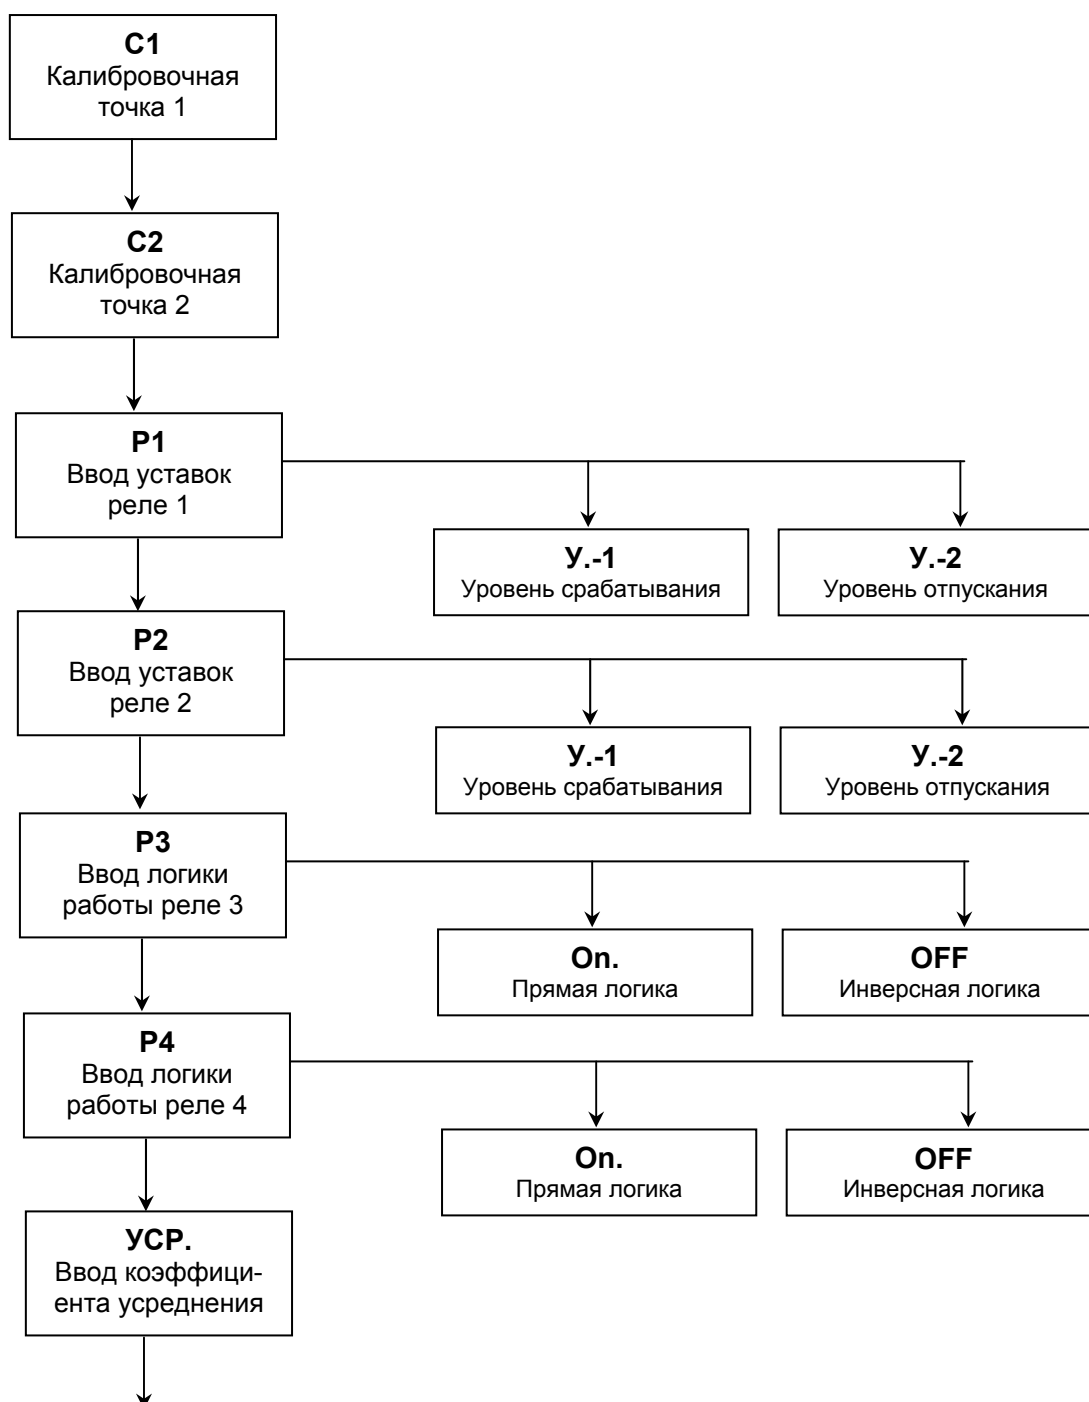 С1
Калибровочная
точка 1
С2
Калибровочная
точка 2
Р1
Ввод уставок
реле 1
У.-1
Уровень срабатывания
У.-2
Уровень отпускания
Р2
Ввод уставок
реле 2
У.-1
Уровень срабатывания
У.-2
Уровень отпускания
Р3
Ввод логики
работы реле 3
On.
Прямая логика
OFF
Инверсная логика
Р4
Ввод логики
работы реле 4
On.
Прямая логика
OFF
Инверсная логика
УСР.
Ввод коэффици-
ента усреднения